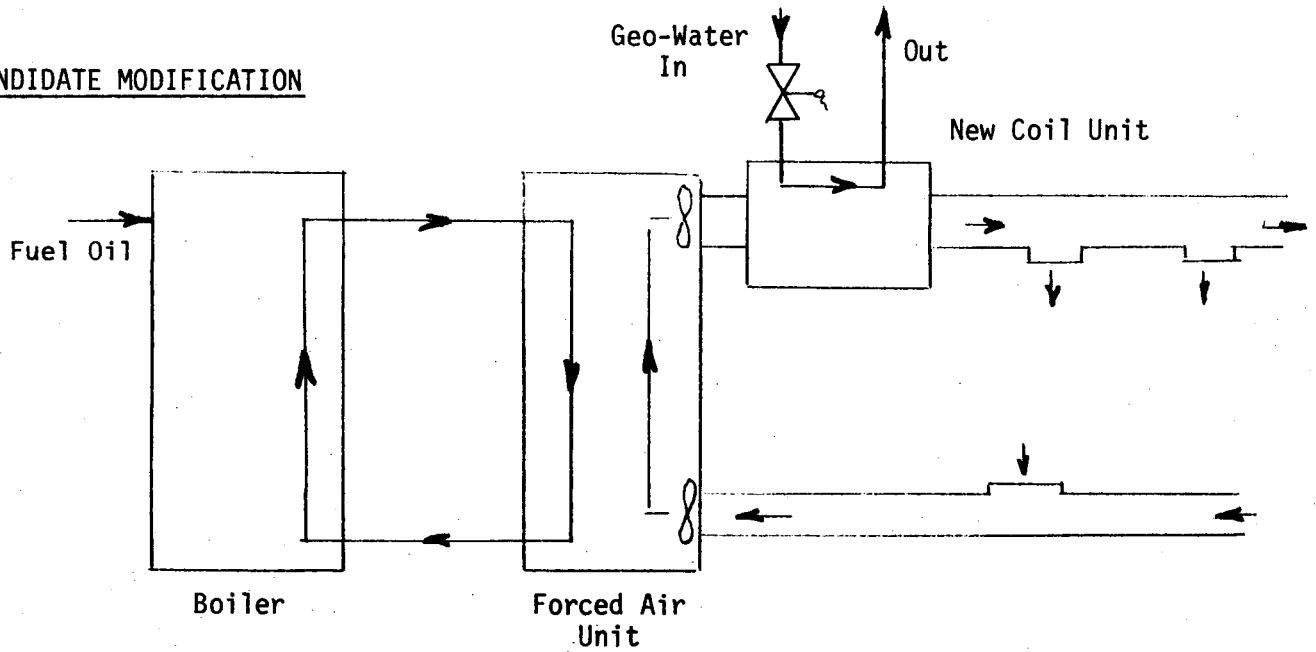 NDIDATE MODIFICATION
Geo-Water
In
Out
New Coil Unit
Fuel Oil
Boiler
Forced Air
Unit